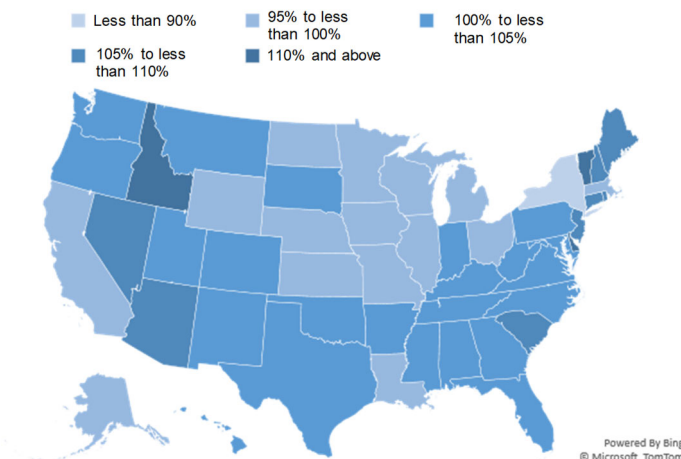 Less than 90%
95% to less
than 100%
100% to less
than 105%
105% to less
than 110%
110% and above
Powered By Bing
© Microsoft, TomTom